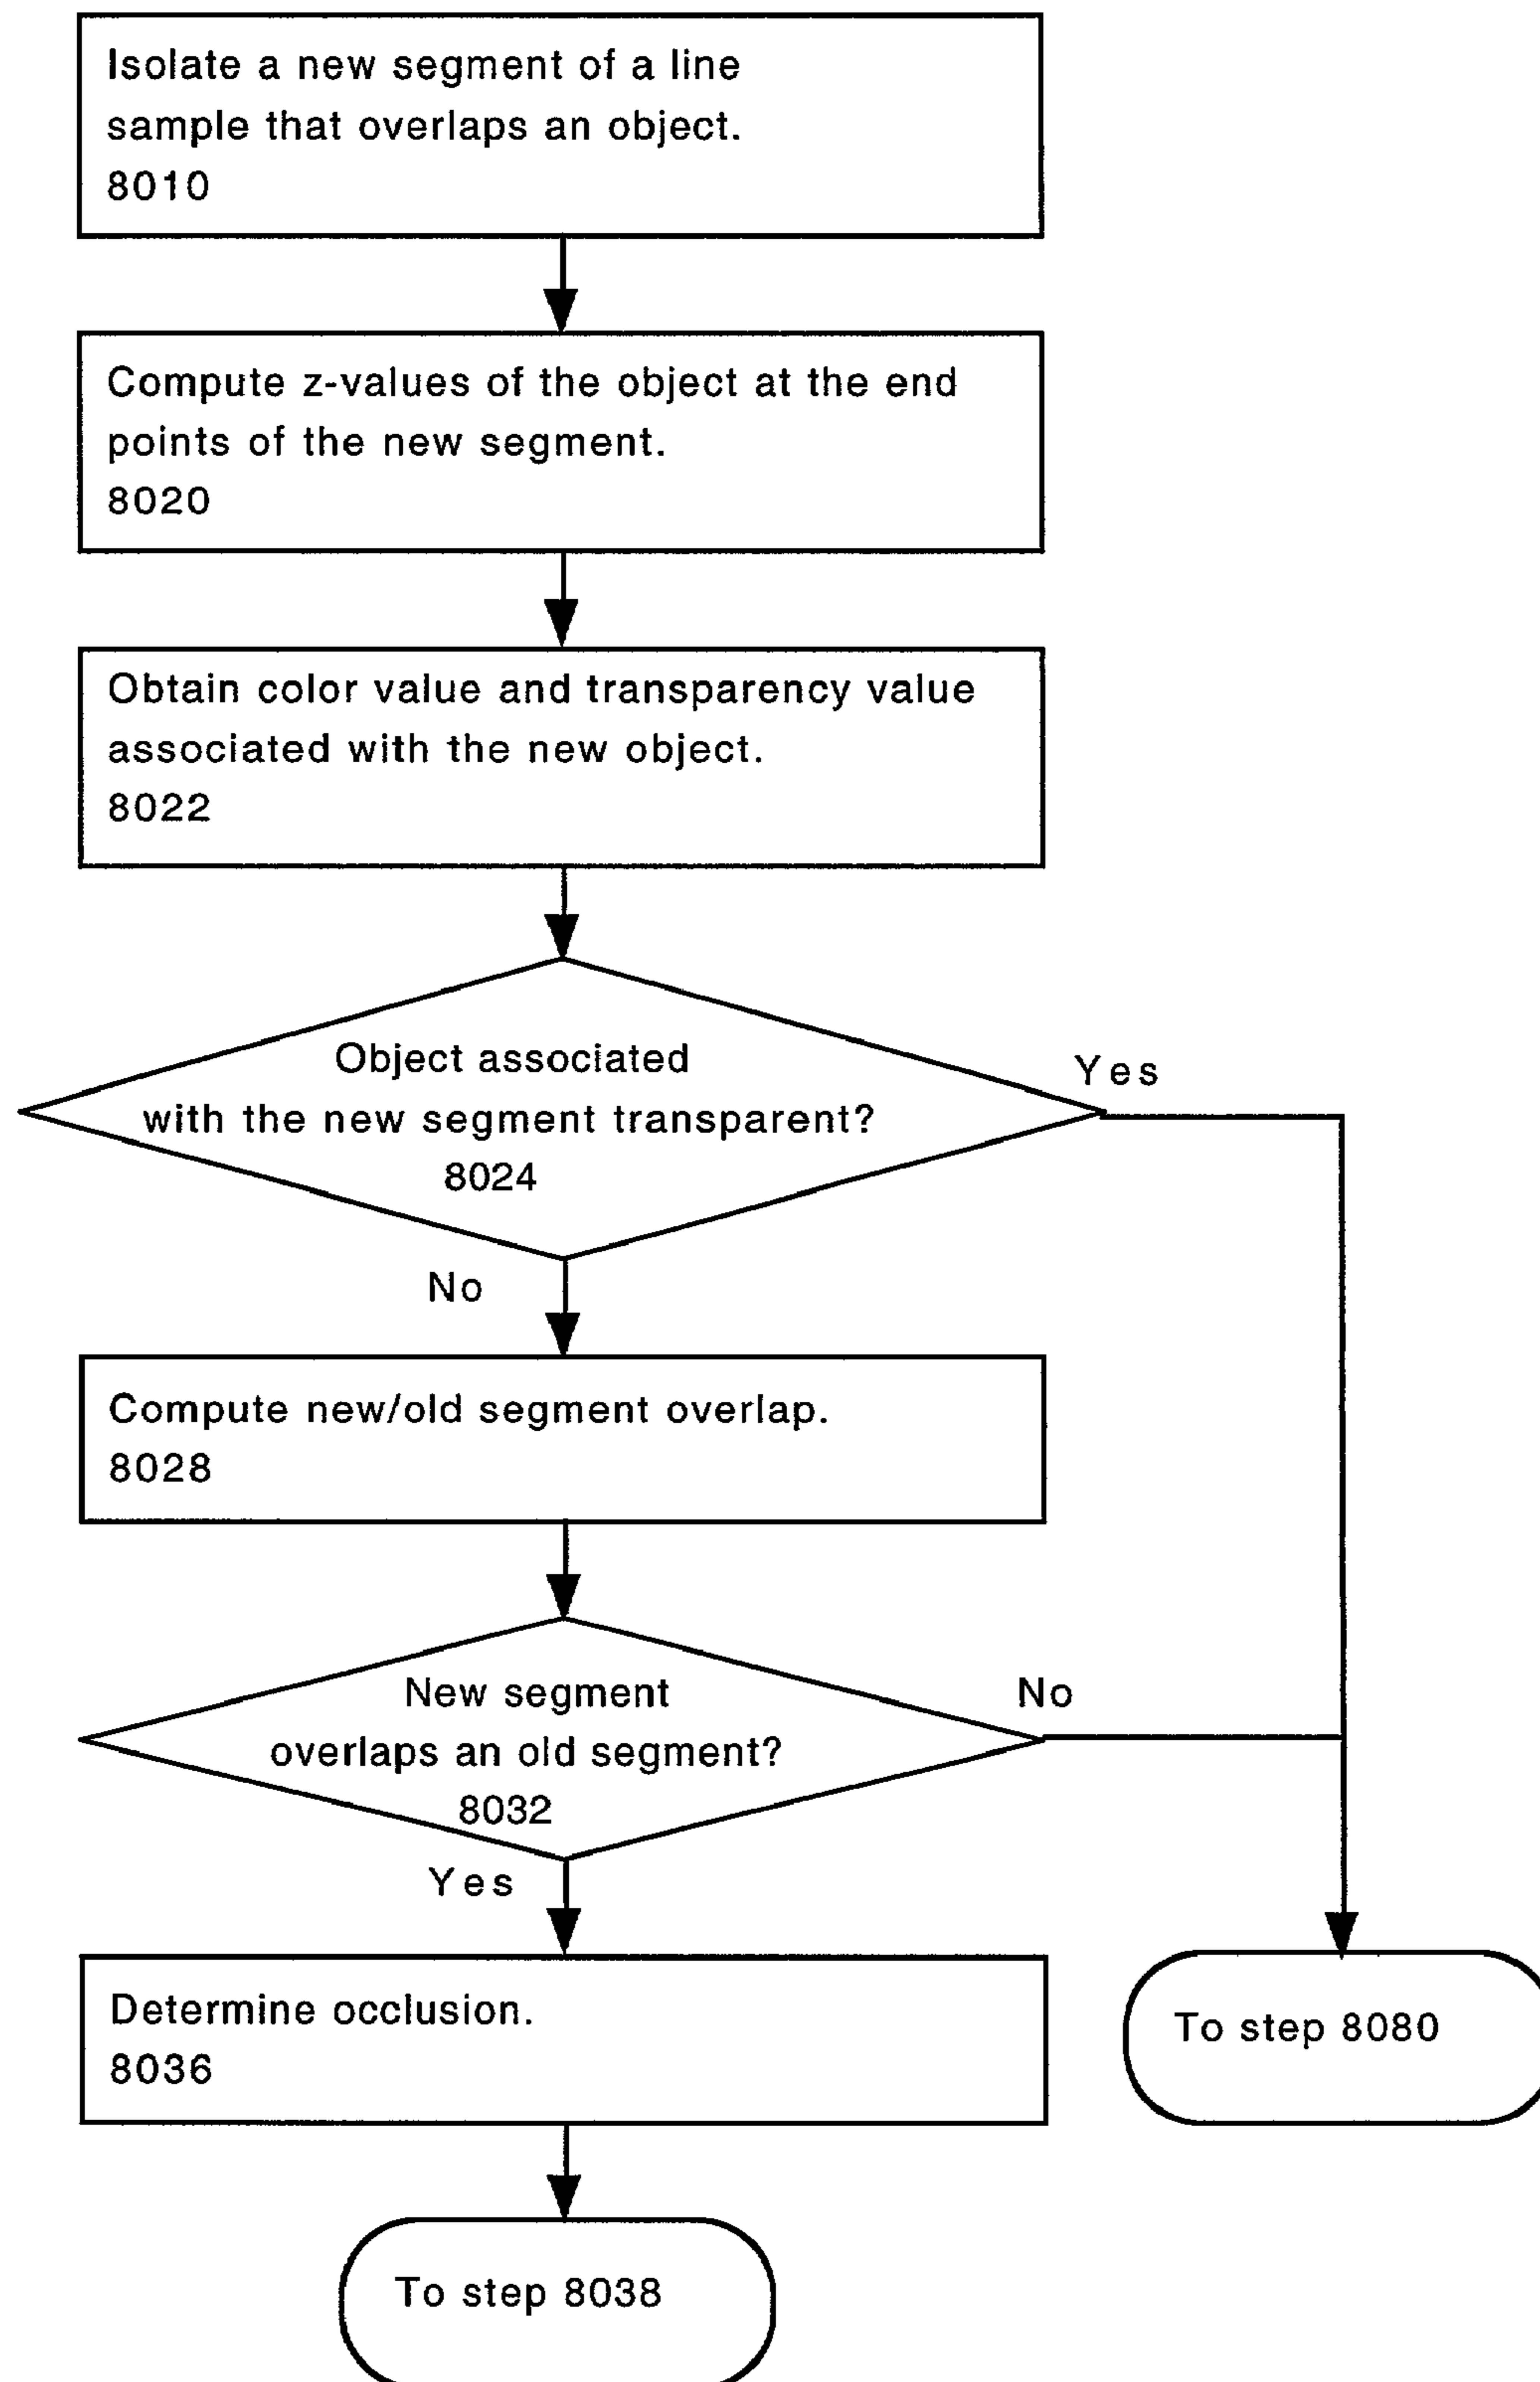 Isolate a new segment of a line
sample that overlaps an object.
8010
Compute z-values of the object at the end
points of the new segment.
8020
Obtain color value and transparency value
associated with the new object.
8022
Object associated
with the new segment transparent?
8024
Yes
No
Compute new/old segment overlap.
8028
New segment
overlaps an old segment?
8032
No
Yes
Determine occlusion.
8036
To step 8080
To step 8038